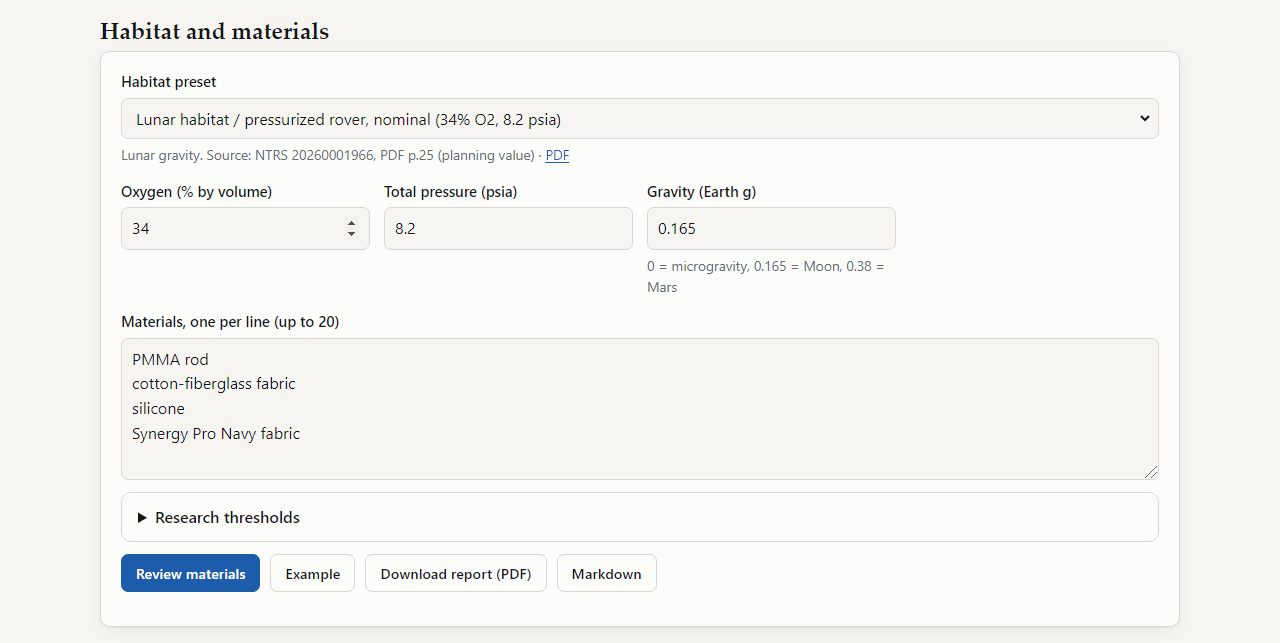 Habitat and materials
Habitat preset
Lunar habitat / pressurized rover, nominal (34% O2, 8.2 psia)
Lunar gravity. Source: NTRS 20260001966, PDF p.25 (planning value) · PDF
Oxygen (% by volume)
Total pressure (psia)
Gravity (Earth g)
34
8.2
0.165
0 = microgravity, 0.165 = Moon, 0.38 =
Mars
Materials, one per line (up to 20)
PMMA rod
cotton-fiberglass fabric
silicone
Synergy Pro Navy fabric
Research thresholds
Review materials
Example
Download report (PDF)
Markdown